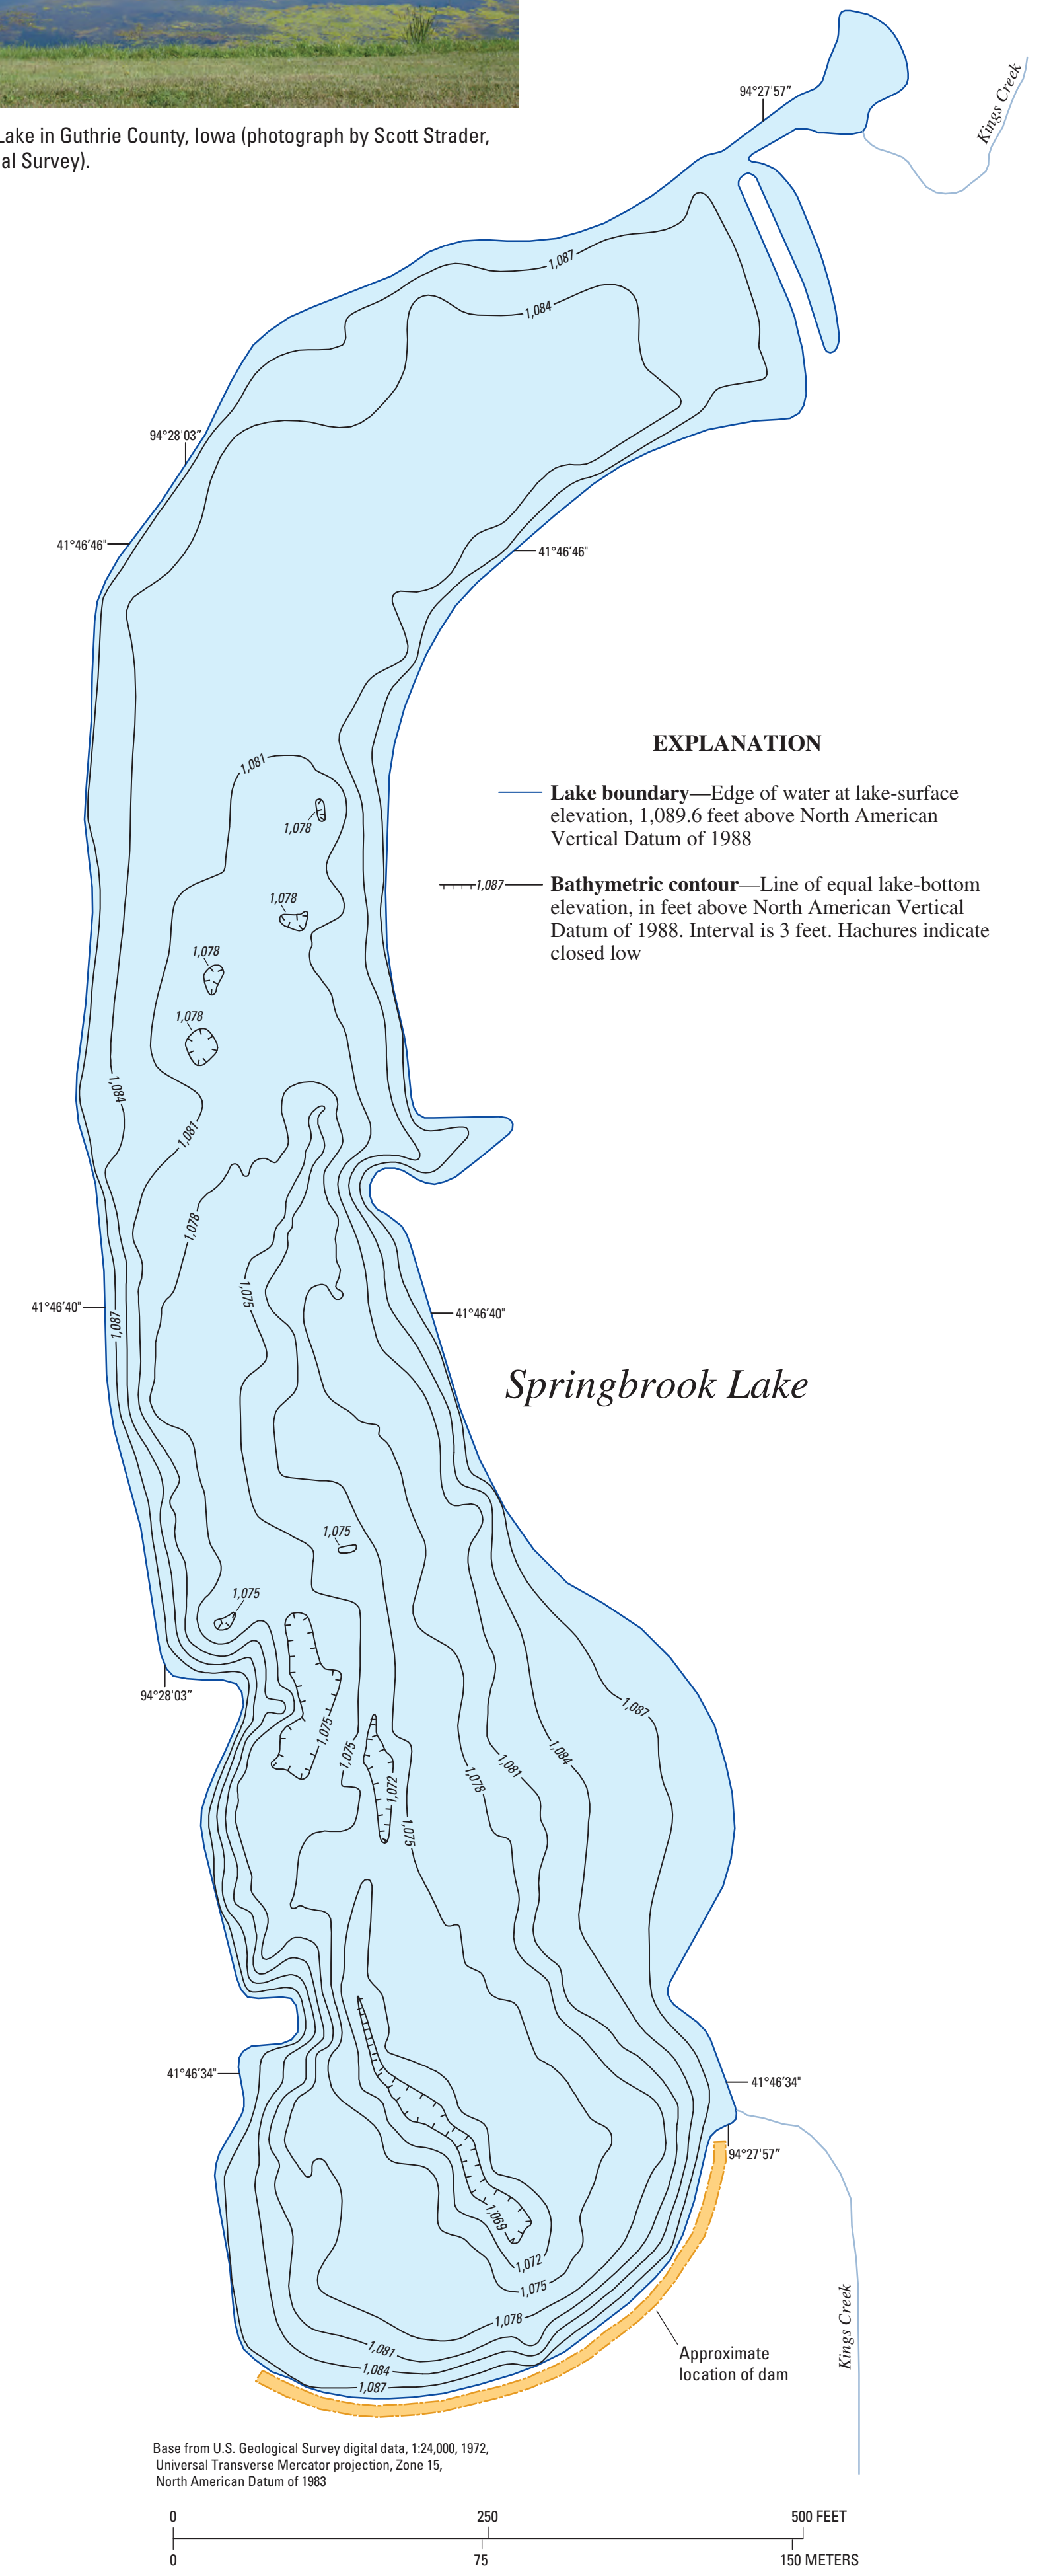 Lake in Guthrie County, Iowa (photograph by Scott Strader,
al Survey).
94°27'57"
Kings Creek
1,087
1,084
94°28'03"
41°46'46"
41°46'46"
EXPLANATION
Lake boundary—Edge of water at lake-surface
elevation, 1,089.6 feet above North American
Vertical Datum of 1988
1,087
Bathymetric contour—Line of equal lake-bottom
elevation, in feet above North American Vertical
Datum of 1988. Interval is 3 feet. Hachures indicate
closed low
1,081
1,078
1,078
1,078
1,078
1,084
1,081
1,078
1,075
41°46'40"
1,087
41°46'40"
Springbrook Lake
1,075
1,075
94°28'03"
1,087
1,075
1,075
1,084
1,081
1,078
1,072
1,075
41°46'34"
41°46'34"
94°27'57"
1,069
1,072
1,075
1,078
1,081
1,084
1,087
Kings Creek
Approximate
location of dam
Base from U.S. Geological Survey digital data, 1:24,000, 1972,
Universal Transverse Mercator projection, Zone 15,
North American Datum of 1983
0 250 500 FEET
0 75 150 METERS